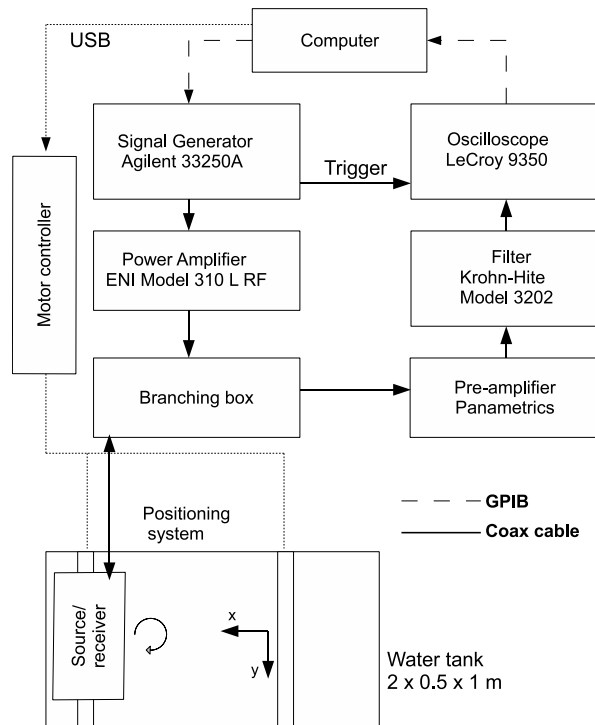 Computer
USB
Signal Generator
Agilent 33250A
Oscilloscope
LeCroy 9350
Trigger
Motor controller
Power Amplifier
ENI Model 310 L RF
Filter
Krohn-Hite
Model 3202
Branching box
Pre-amplifier
Panametrics
GPIB
Coax cable
Positioning
system
Source/
receiver
x
y
Water tank
2 x 0.5 x 1 m